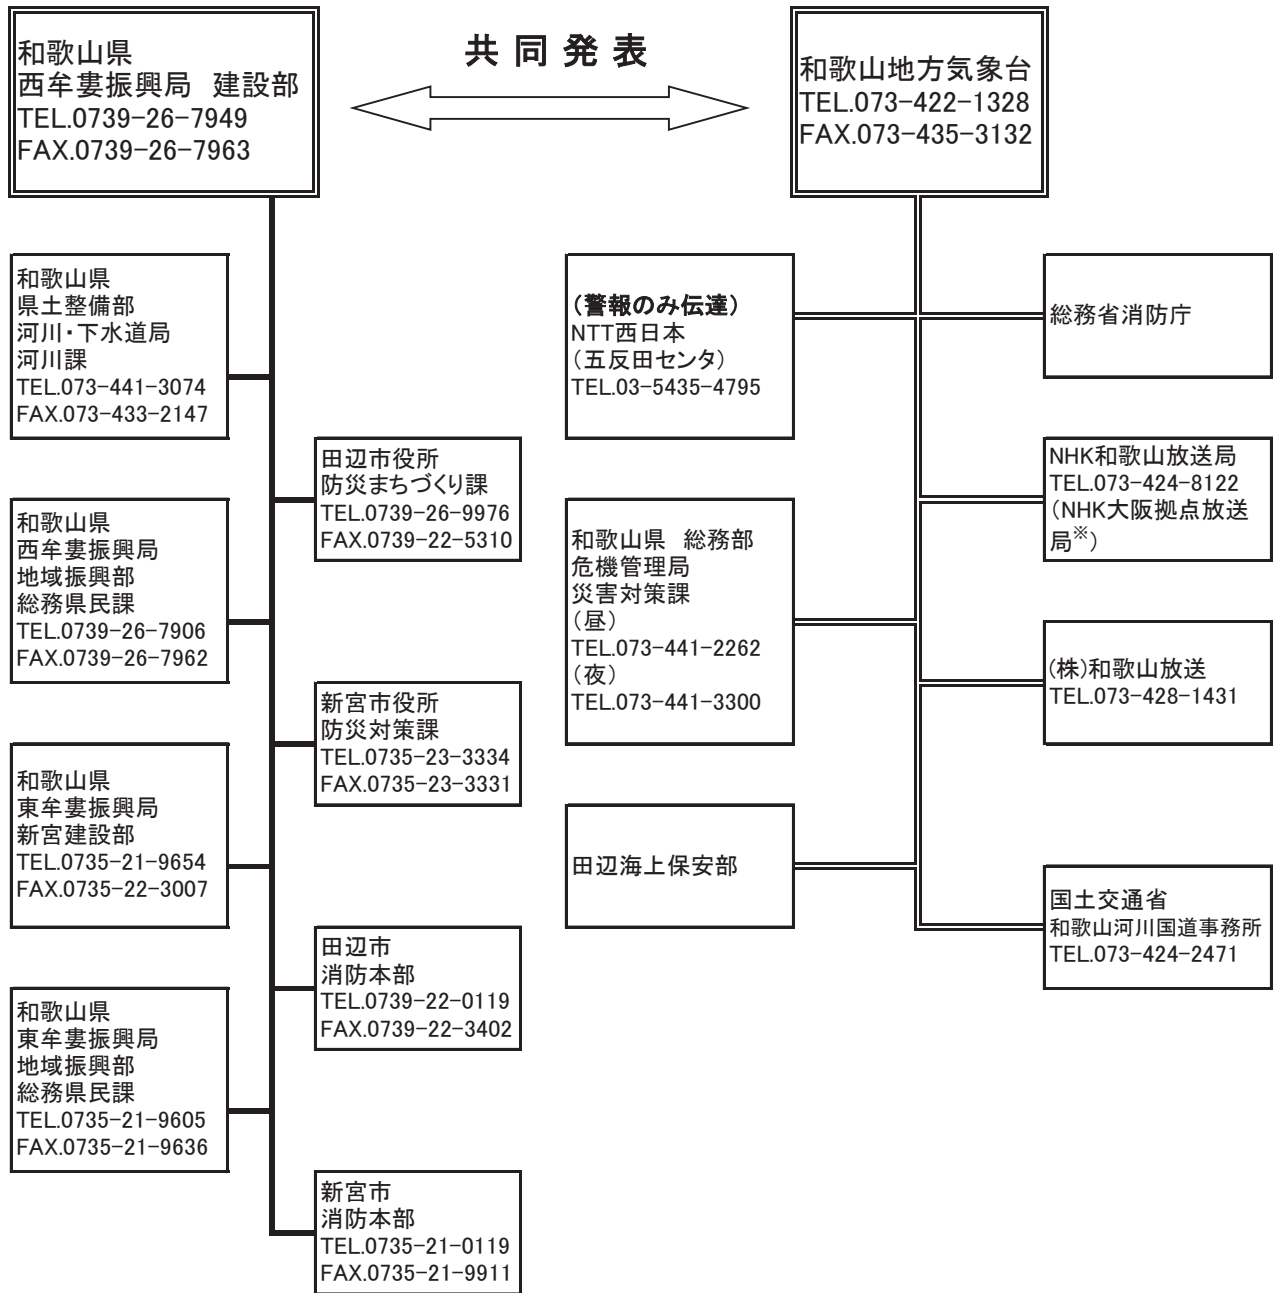 共同発表
和歌山県
西牟婁振興局　建設部
TEL.0739-26-7949
FAX.0739-26-7963
和歌山地方気象台
TEL.073-422-1328
FAX.073-435-3132
和歌山県
県土整備部
河川・下水道局
河川課
TEL.073-441-3074
FAX.073-433-2147
和歌山県
西牟婁振興局
地域振興部
総務県民課
TEL.0739-26-7906
FAX.0739-26-7962
和歌山県
東牟婁振興局
新宮建設部
TEL.0735-21-9654
FAX.0735-22-3007
和歌山県
東牟婁振興局
地域振興部
総務県民課
TEL.0735-21-9605
FAX.0735-21-9636
田辺市役所
防災まちづくり課
TEL.0739-26-9976
FAX.0739-22-5310
新宮市役所
防災対策課
TEL.0735-23-3334
FAX.0735-23-3331
田辺市
消防本部
TEL.0739-22-0119
FAX.0739-22-3402
新宮市
消防本部
TEL.0735-21-0119
FAX.0735-21-9911
(警報のみ伝達)
NTT西日本
(五反田センタ)
TEL.03-5435-4795
和歌山県　総務部
危機管理局
災害対策課
(昼)
TEL.073-441-2262
(夜)
TEL.073-441-3300
田辺海上保安部
総務省消防庁
NHK和歌山放送局
TEL.073-424-8122
(NHK大阪拠点放送
局※)
(株)和歌山放送
TEL.073-428-1431
国土交通省
和歌山河川国道事務所
TEL.073-424-2471